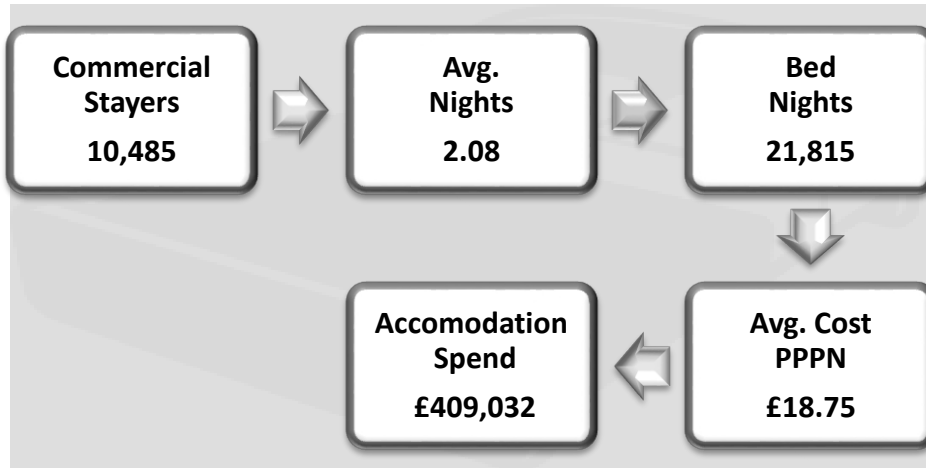 Commercial
Stayers
10,485
Avg.
Nights
2.08
Bed
Nights
21,815
Avg. Cost
PPPN
£18.75
Accomodation
Spend
£409,032